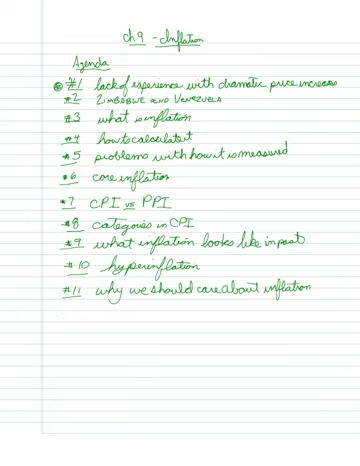 Ch 9 - Inflation
Agenda
#1 lack of experience with dramatic price increase
#2 ZIMBABWE AND VENEZUELA
#3 what is inflation
#4 how to calculate it
#5 problems with how it is measured
#6 core inflation
#7 CPI vs PPI
#8 categories in CPI
#9 what inflation looks like in past
#10 hyperinflation
#11 why we should care about inflation